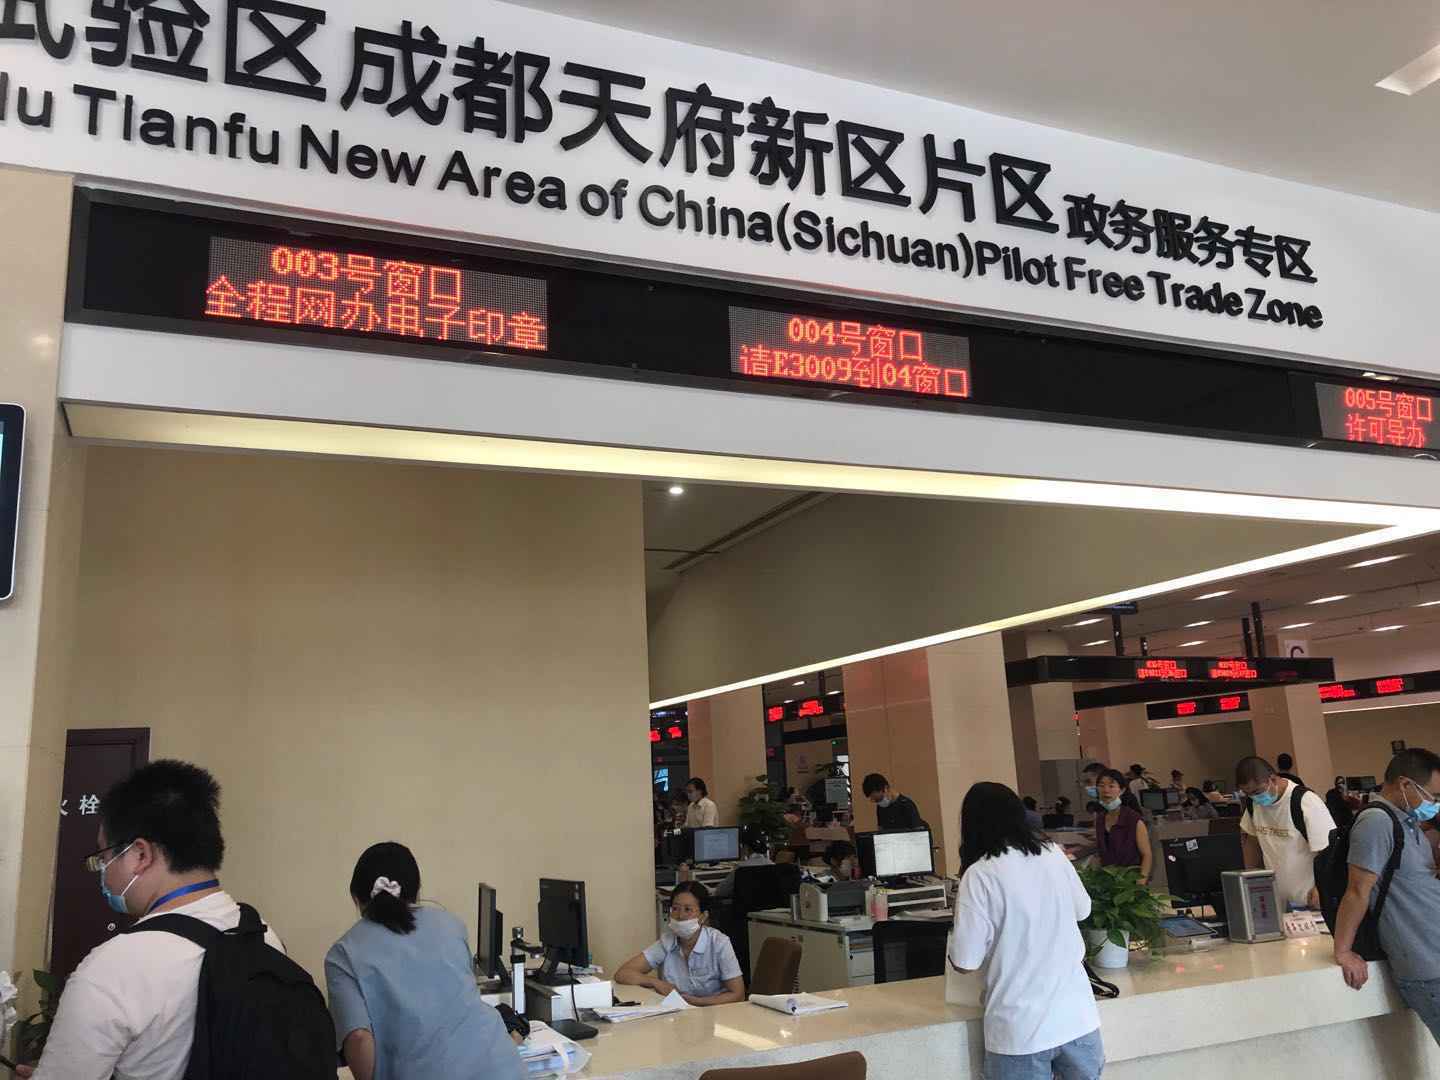 试验区成都天府新区片区政务服务专区
du Tianfu New Area of China(Sichuan)Pilot Free Trade Zone
003号窗口
全程网办电子印章
004号窗口
请E3009到04窗口
005号窗口
许可导办
火栓
C